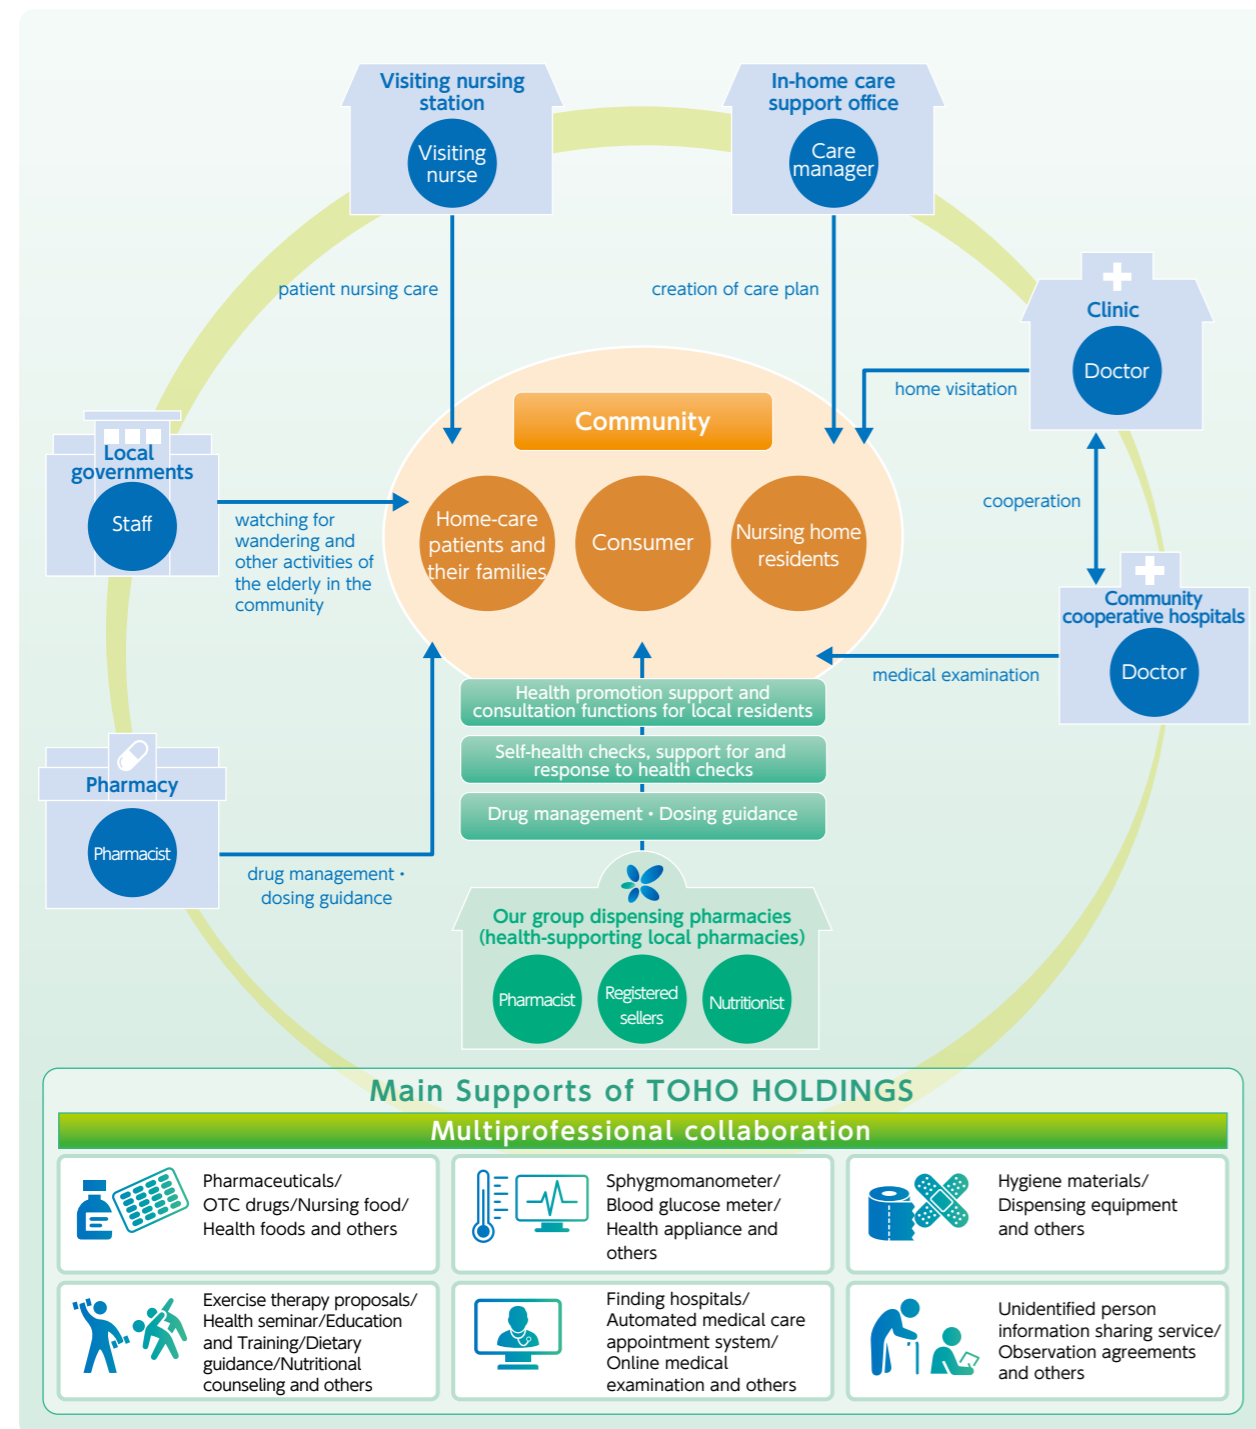 Visiting nursing
station
Visiting
nurse
In-home care
support office
Care
manager
patient nursing care
creation of care plan
Clinic
Doctor
home visitation
Community
Local
governments
Staff
watching for
wandering and
other activities of
the elderly in the
community
Home-care
patients and
their families
Consumer
Nursing home
residents
cooperation
Community
cooperative hospitals
Doctor
medical examination
Health promotion support and
consultation functions for local residents
Self-health checks, support for and
response to health checks
Drug management・Dosing guidance
Pharmacy
Pharmacist
drug management・
dosing guidance
Our group dispensing pharmacies
(health-supporting local pharmacies)
Pharmacist
Registered
sellers
Nutritionist
Main Supports of TOHO HOLDINGS
Multiprofessional collaboration
Pharmaceuticals/
OTC drugs/Nursing food/
Health foods and others
Sphygmomanometer/
Blood glucose meter/
Health appliance and
others
Hygiene materials/
Dispensing equipment
and others
Exercise therapy proposals/
Health seminar/Education
and Training/Dietary
guidance/Nutritional
counseling and others
Finding hospitals/
Automated medical care
appointment system/
Online medical
examination and others
Unidentified person
information sharing service/
Observation agreements
and others